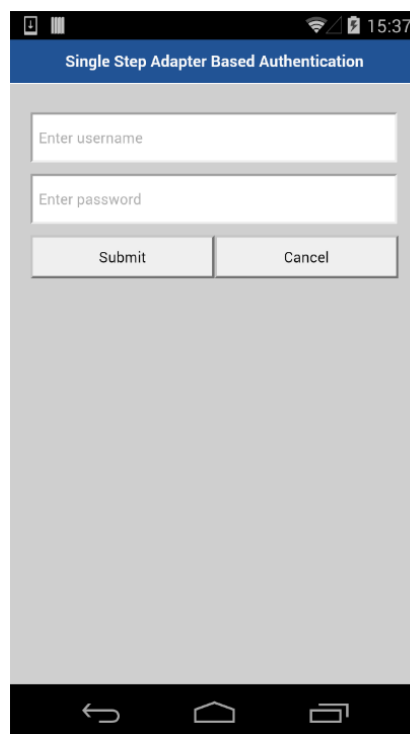 15:37
Single Step Adapter Based Authentication
Enter username
Enter password
Submit
Cancel